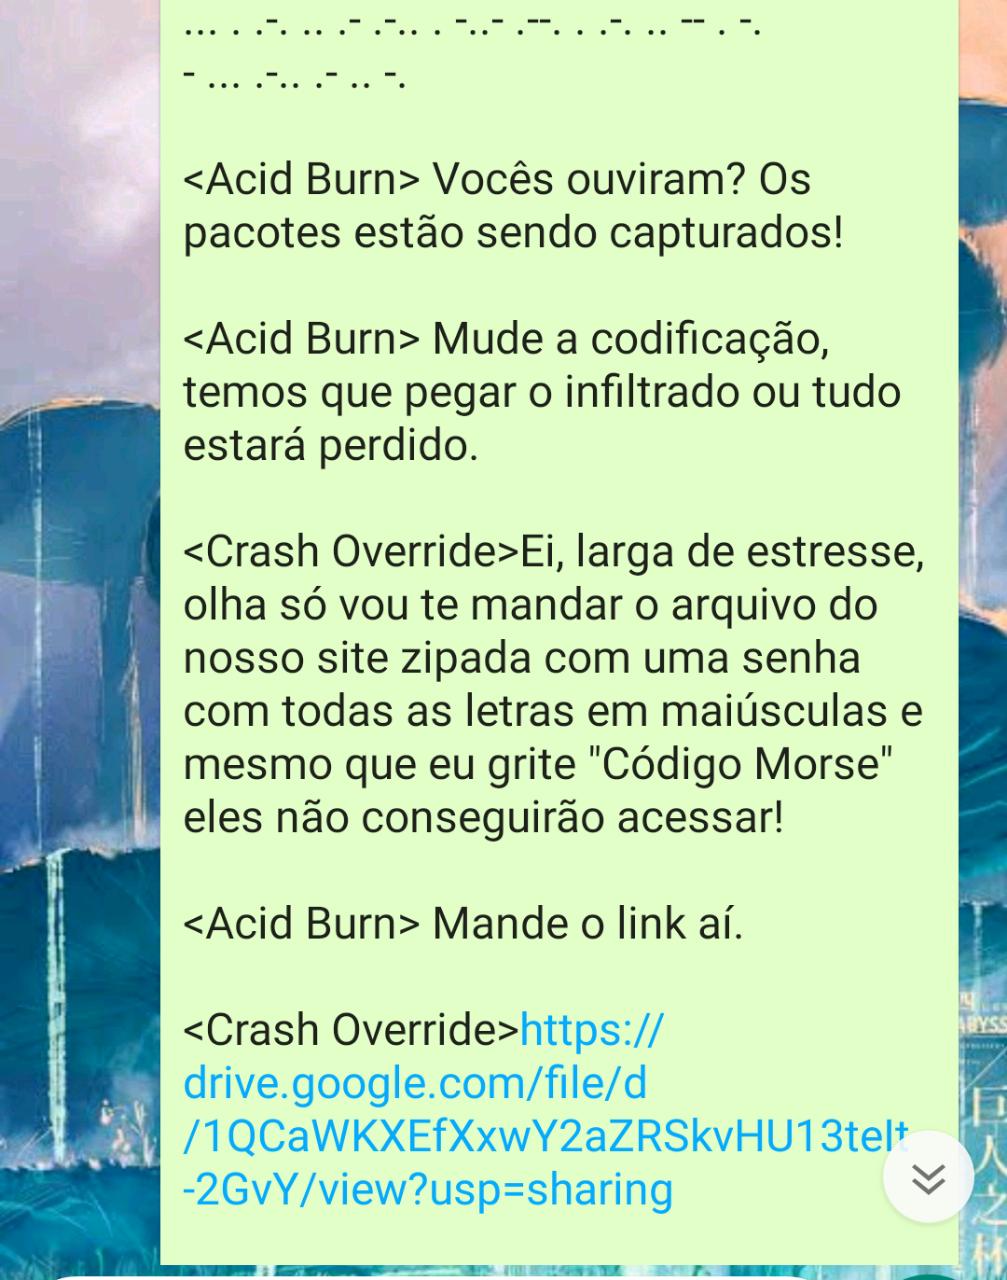 ... . .-. .. .- .-.. . -..- .--. . .-. .. -- . -.
- ... .-.. .- .. -.
<Acid Burn> Vocês ouviram? Os
pacotes estão sendo capturados!
<Acid Burn> Mude a codificação,
temos que pegar o infiltrado ou tudo
estará perdido.
<Crash Override>Ei, larga de estresse,
olha só vou te mandar o arquivo do
nosso site zipada com uma senha
com todas as letras em maiúsculas e
mesmo que eu grite "Código Morse"
eles não conseguirão acessar!
<Acid Burn> Mande o link aí.
<Crash Override>https://
drive.google.com/file/d
/1QCaWKXEfXxwY2aZRSkvHU13teIt
-2GvY/view?usp=sharing